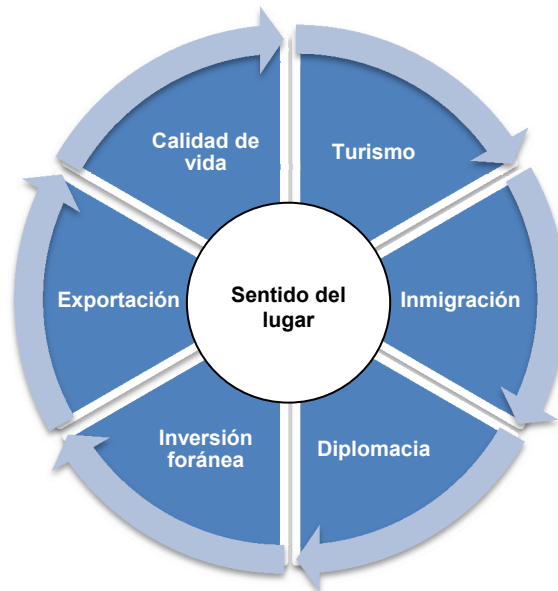 Calidad de
vida
Turismo
Exportación
Sentido del
lugar
Inmigración
Inversión
foránea
Diplomacia